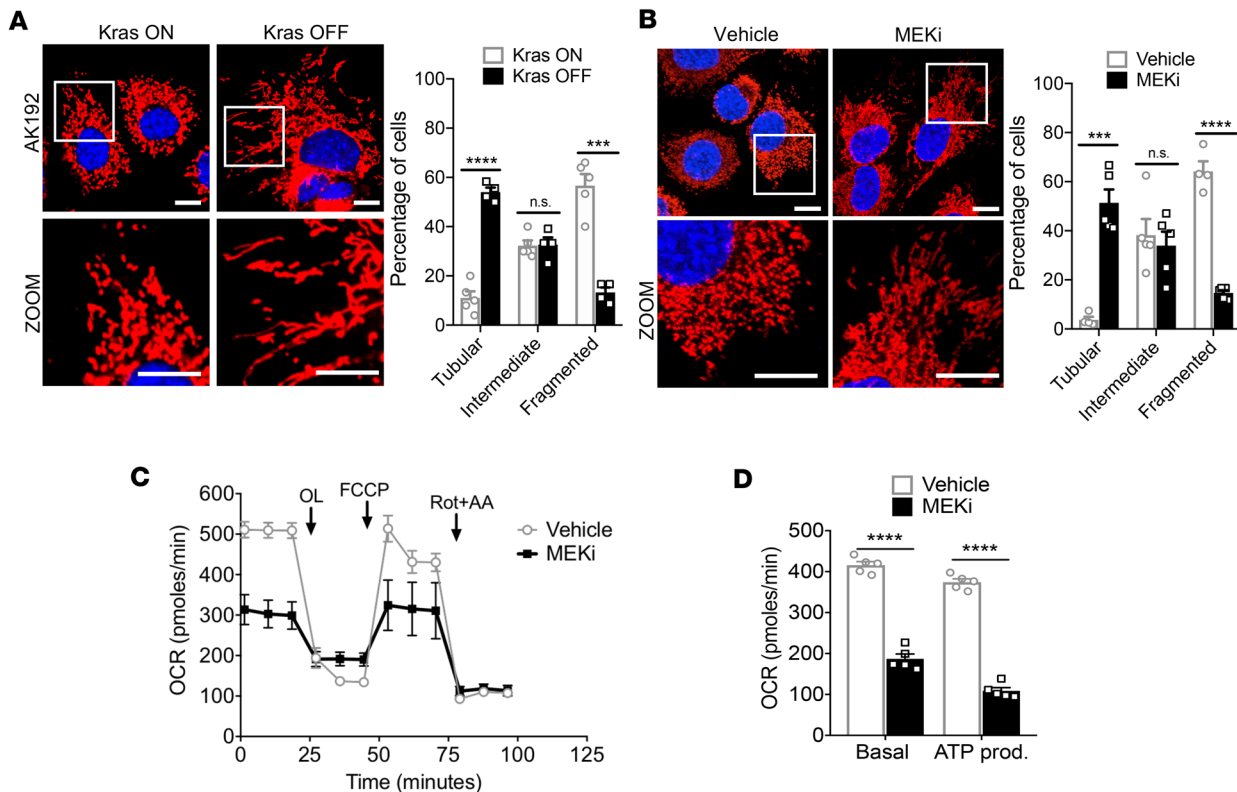 A
Kras ON
Kras OFF
AK192
ZOOM
Kras ON
Kras OFF
Percentage of cells
100
80
60
40
20
0
****
n.s.
***
Tubular
Intermediate
Fragmented
B
Vehicle
MEKi
ZOOM
Vehicle
MEKi
Percentage of cells
100
80
60
40
20
0
***
n.s.
****
Tubular
Intermediate
Fragmented
C
OCR (pmoles/min)
600
500
400
300
200
100
0
OL
FCCP
Rot+AA
Vehicle
MEKi
0 25 50 75 100 125
Time (minutes)
D
Vehicle
MEKi
OCR (pmoles/min)
500
400
300
200
100
0
****
****
Basal
ATP prod.